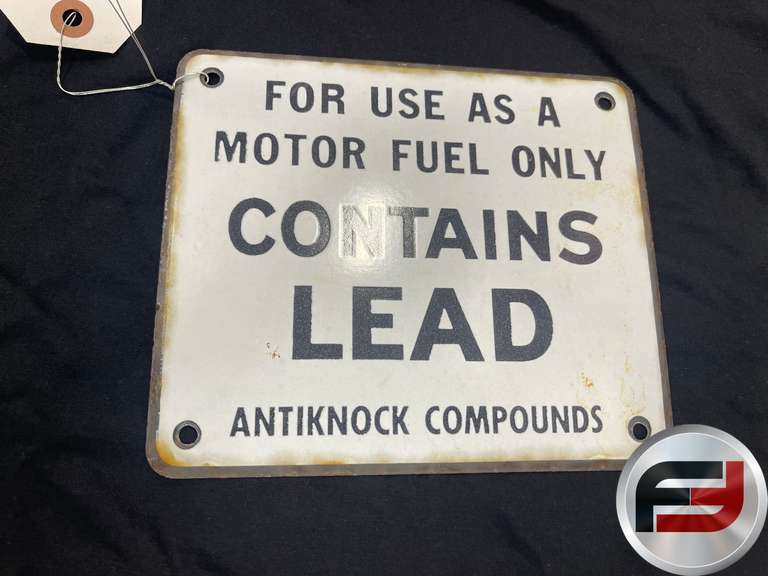 FOR USE AS A
MOTOR FUEL ONLY
CONTAINS
LEAD
ANTIKNOCK COMPOUNDS